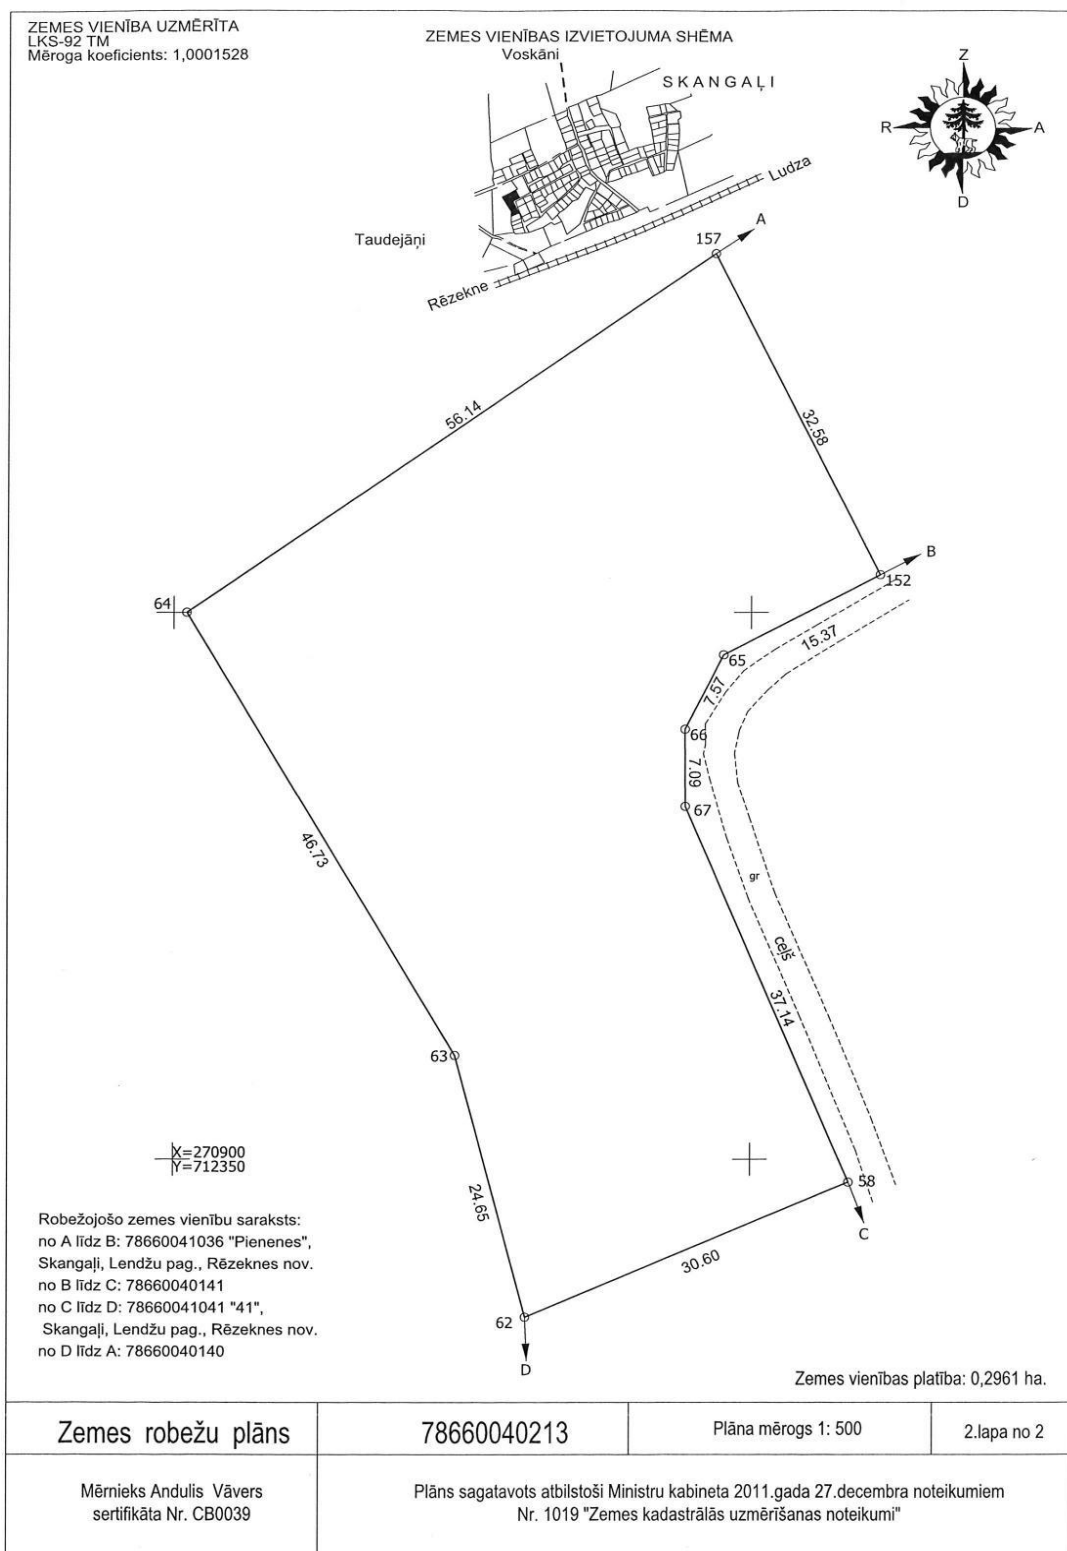 ZEMES VIENĪBA UZMĒRĪTA
LKS-92 TM
Mēroga koeficients: 1,0001528
ZEMES VIENĪBAS IZVIETOJUMA SHĒMA
Voskāni
SKANGAĻI
Ludza
Taudejāņi
Rēzekne
Z
R
A
D
157
A
56.14
32.58
B
152
64
15.37
65
7.57
66
7.09
67
46.73
gr
ceļš
37.14
63
X=270900
Y=712350
58
24.65
C
30.60
62
D
Robežojošo zemes vienību saraksts:
no A līdz B: 78660041036 "Pienenes",
Skangaļi, Lendžu pag., Rēzeknes nov.
no B līdz C: 78660040141
no C līdz D: 78660041041 "41",
Skangaļi, Lendžu pag., Rēzeknes nov.
no D līdz A: 78660040140
Zemes vienības platība: 0,2961 ha.
Zemes robežu plāns
78660040213
Plāna mērogs 1: 500
2.lapa no 2
Mērnieks Andulis Vāvers
sertifikāta Nr. CB0039
Plāns sagatavots atbilstoši Ministru kabineta 2011.gada 27.decembra noteikumiem
Nr. 1019 "Zemes kadastrālās uzmērīšanas noteikumi"